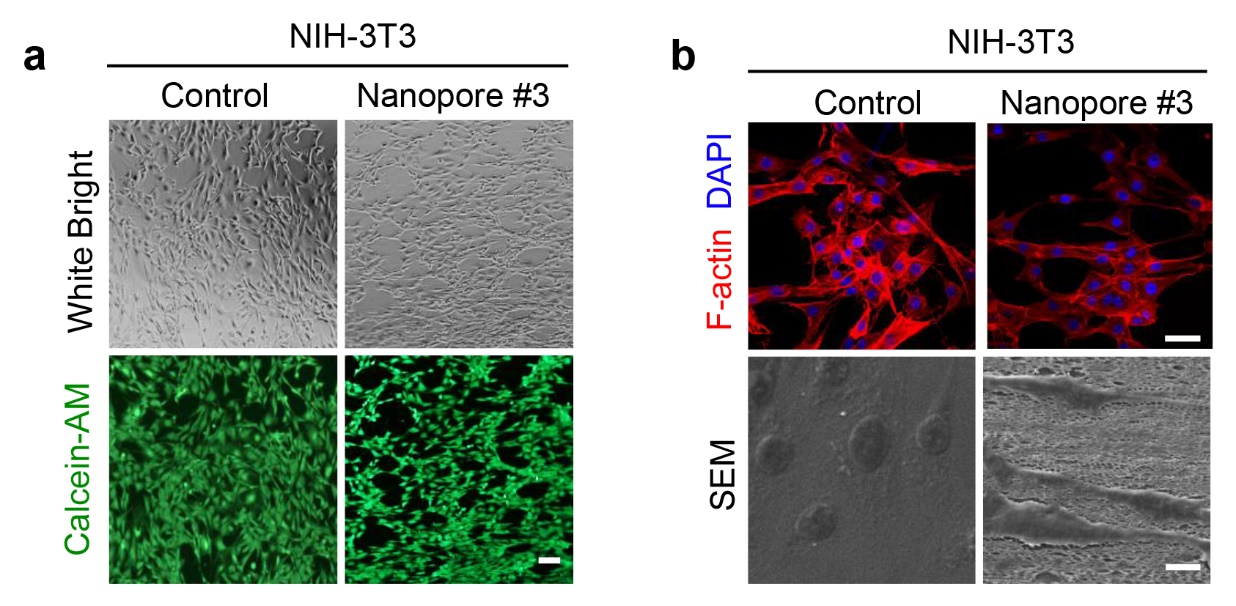 a
NIH-3T3
Control
Nanopore #3
White Bright
Calcein-AM
b
NIH-3T3
Control
Nanopore #3
F-actin DAPI
SEM